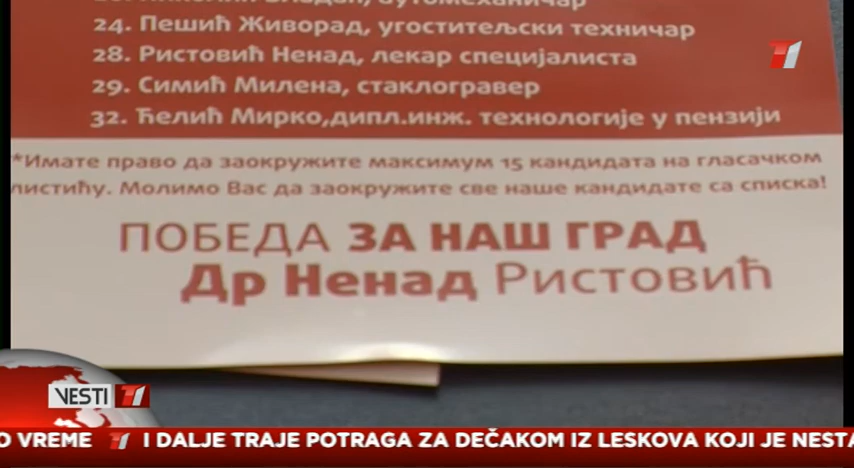 аутомеханичар
24. Пешић Живорад, угоститељски техничар
28. Ристовић Ненад, лекар специјалиста
29. Симић Милена, стаклогравер
32. Ћелић Мирко,дипл.инж. технологије у пензији
*Имате право да заокружите максимум 15 кандидата на гласачком
листићу. Молимо Вас да заокружите све наше кандидате са списка!
ПОБЕДА ЗА НАШ ГРАД
Др Ненад Ристовић
VESTI
O VREME I DALJE TRAJE POTRAGA ZA DEČAKOM IZ LESKOVA KOJI JE NESTA